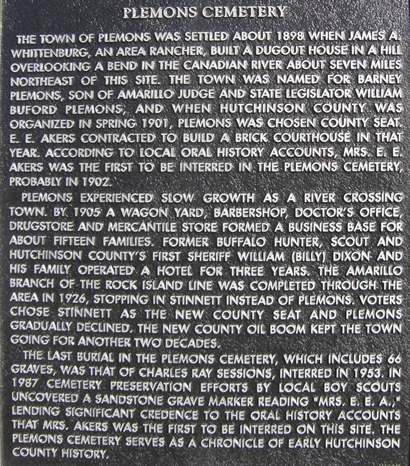 PLEMONS CEMETERY
THE TOWN OF PLEMONS WAS SETTLED ABOUT 1898 WHEN JAMES A.
WHITTENBURG, AN AREA RANCHER, BUILT A DUGOUT HOUSE IN A HILL
OVERLOOKING A BEND IN THE CANADIAN RIVER ABOUT SEVEN MILES
NORTHEAST OF THIS SITE. THE TOWN WAS NAMED FOR BARNEY
PLEMONS, SON OF AMARILLO JUDGE AND STATE LEGISLATOR WILLIAM
BUFORD PLEMONS, AND WHEN HUTCHINSON COUNTY WAS
ORGANIZED IN SPRING 1901, PLEMONS WAS CHOSEN COUNTY SEAT.
E. E. AKERS CONTRACTED TO BUILD A BRICK COURTHOUSE IN THAT
YEAR. ACCORDING TO LOCAL ORAL HISTORY ACCOUNTS, MRS. E. E.
AKERS WAS THE FIRST TO BE INTERRED IN THE PLEMONS CEMETERY,
PROBABLY IN 1902.
PLEMONS EXPERIENCED SLOW GROWTH AS A RIVER CROSSING
TOWN. BY 1905 A WAGON YARD, BARBERSHOP, DOCTOR'S OFFICE,
DRUGSTORE AND MERCANTILE STORE FORMED A BUSINESS BASE FOR
ABOUT FIFTEEN FAMILIES. FORMER BUFFALO HUNTER, SCOUT AND
HUTCHINSON COUNTY'S FIRST SHERIFF WILLIAM (BILLY) DIXON AND
HIS FAMILY OPERATED A HOTEL FOR THREE YEARS. THE AMARILLO
BRANCH OF THE ROCK ISLAND LINE WAS COMPLETED THROUGH THE
AREA IN 1926, STOPPING IN STINNETT INSTEAD OF PLEMONS. VOTERS
CHOSE STINNETT AS THE NEW COUNTY SEAT AND PLEMONS
GRADUALLY DECLINED. THE NEW COUNTY OIL BOOM KEPT THE TOWN
GOING FOR ANOTHER TWO DECADES.
THE LAST BURIAL IN THE PLEMONS CEMETERY, WHICH INCLUDES 66
GRAVES, WAS THAT OF CHARLES RAY SESSIONS, INTERRED IN 1953. IN
1987 CEMETERY PRESERVATION EFFORTS BY LOCAL BOY SCOUTS
UNCOVERED A SANDSTONE GRAVE MARKER READING "MRS. E. E. A.,"
LENDING SIGNIFICANT CREDENCE TO THE ORAL HISTORY ACCOUNTS
THAT MRS. AKERS WAS THE FIRST TO BE INTERRED ON THIS SITE. THE
PLEMONS CEMETERY SERVES AS A CHRONICLE OF EARLY HUTCHINSON
COUNTY HISTORY.